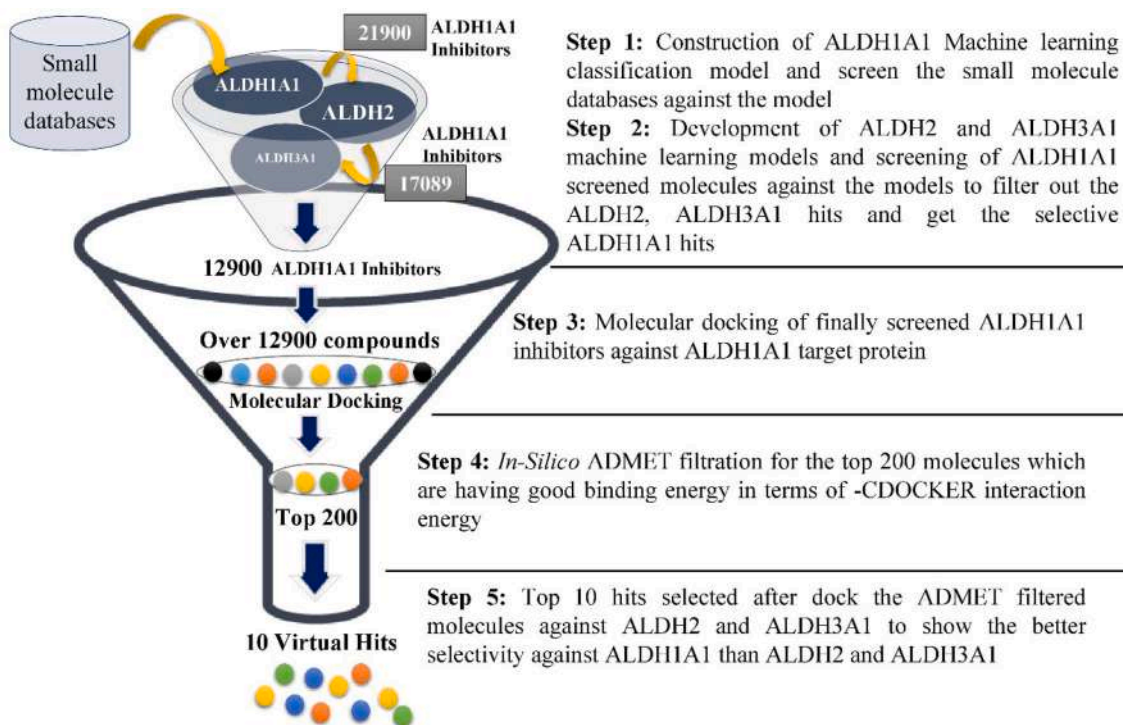 Small
molecule
databases
ALDH1A1
ALDH2
ALDH3A1
21900
ALDH1A1
Inhibitors
ALDH1A1
Inhibitors
17089
12900 ALDH1A1 Inhibitors
Over 12900 compounds
Molecular Docking
Top 200
10 Virtual Hits
Step 1: Construction of ALDH1A1 Machine learning
classification model and screen the small molecule
databases against the model
Step 2: Development of ALDH2 and ALDH3A1
machine learning models and screening of ALDH1A1
screened molecules against the models to filter out the
ALDH2, ALDH3A1 hits and get the selective
ALDH1A1 hits
Step 3: Molecular docking of finally screened ALDH1A1
inhibitors against ALDH1A1 target protein
Step 4: In-Silico ADMET filtration for the top 200 molecules which
are having good binding energy in terms of -CDOCKER interaction
energy
Step 5: Top 10 hits selected after dock the ADMET filtered
molecules against ALDH2 and ALDH3A1 to show the better
selectivity against ALDH1A1 than ALDH2 and ALDH3A1